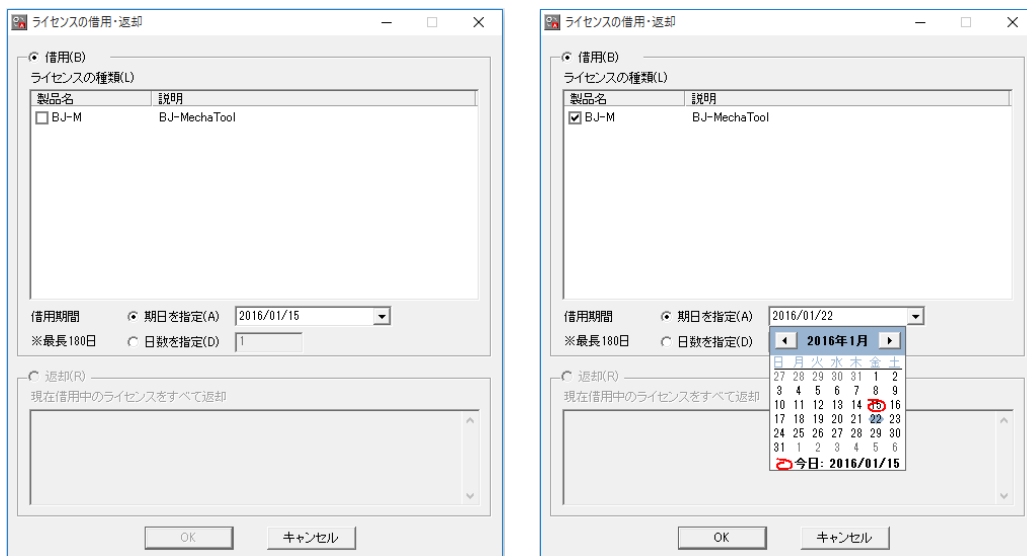 ライセンスの借用・返却
借用(B)
ライセンスの種類(L)
製品名 説明
BJ-M BJ-MechaTool
借用期間 期日を指定(A) 2016/01/15
※最長180日 日数を指定(D) 1
返却(R)
現在借用中のライセンスをすべて返却
OK キャンセル
ライセンスの借用・返却
借用(B)
ライセンスの種類(L)
製品名 説明
BJ-M BJ-MechaTool
借用期間 期日を指定(A) 2016/01/22
※最長180日 日数を指定(D)
2016年1月
日 月 火 水 木 金 土
27 28 29 30 31 1 2
3 4 5 6 7 8 9
10 11 12 13 14 15 16
17 18 19 20 21 22 23
24 25 26 27 28 29 30
31 1 2 3 4 5 6
今日: 2016/01/15
返却(R)
現在借用中のライセンスをすべて返却
OK キャンセル